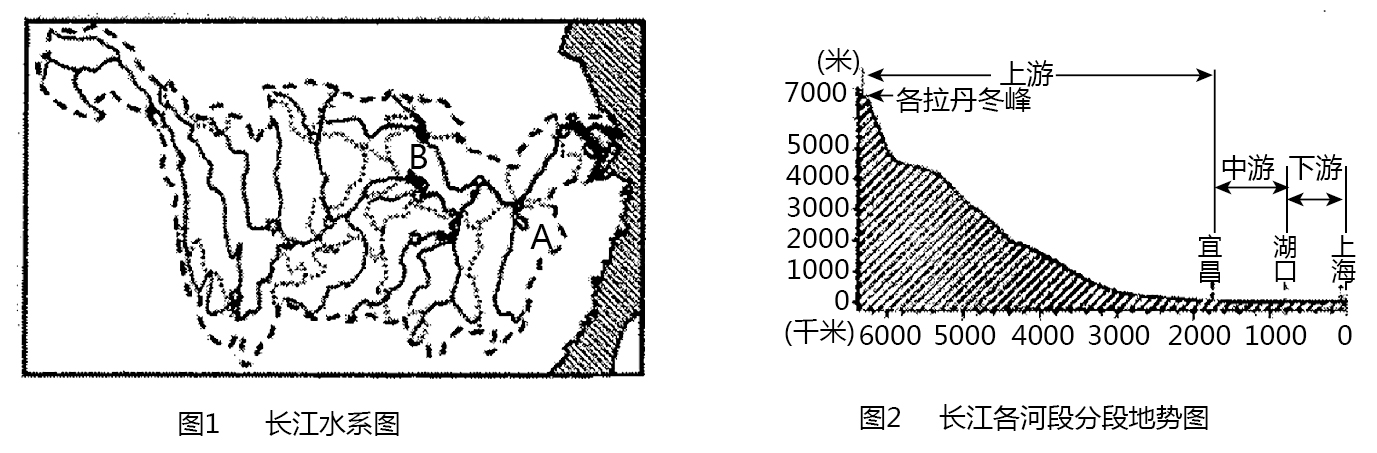 B
A
图1 长江水系图
(米)
7000
5000
4000
3000
2000
1000
0
上游
各拉丹冬峰
中游
下游
宜昌
湖口
上海
(千米) 6000 5000 4000 3000 2000 1000 0
图2 长江各河段分段地势图